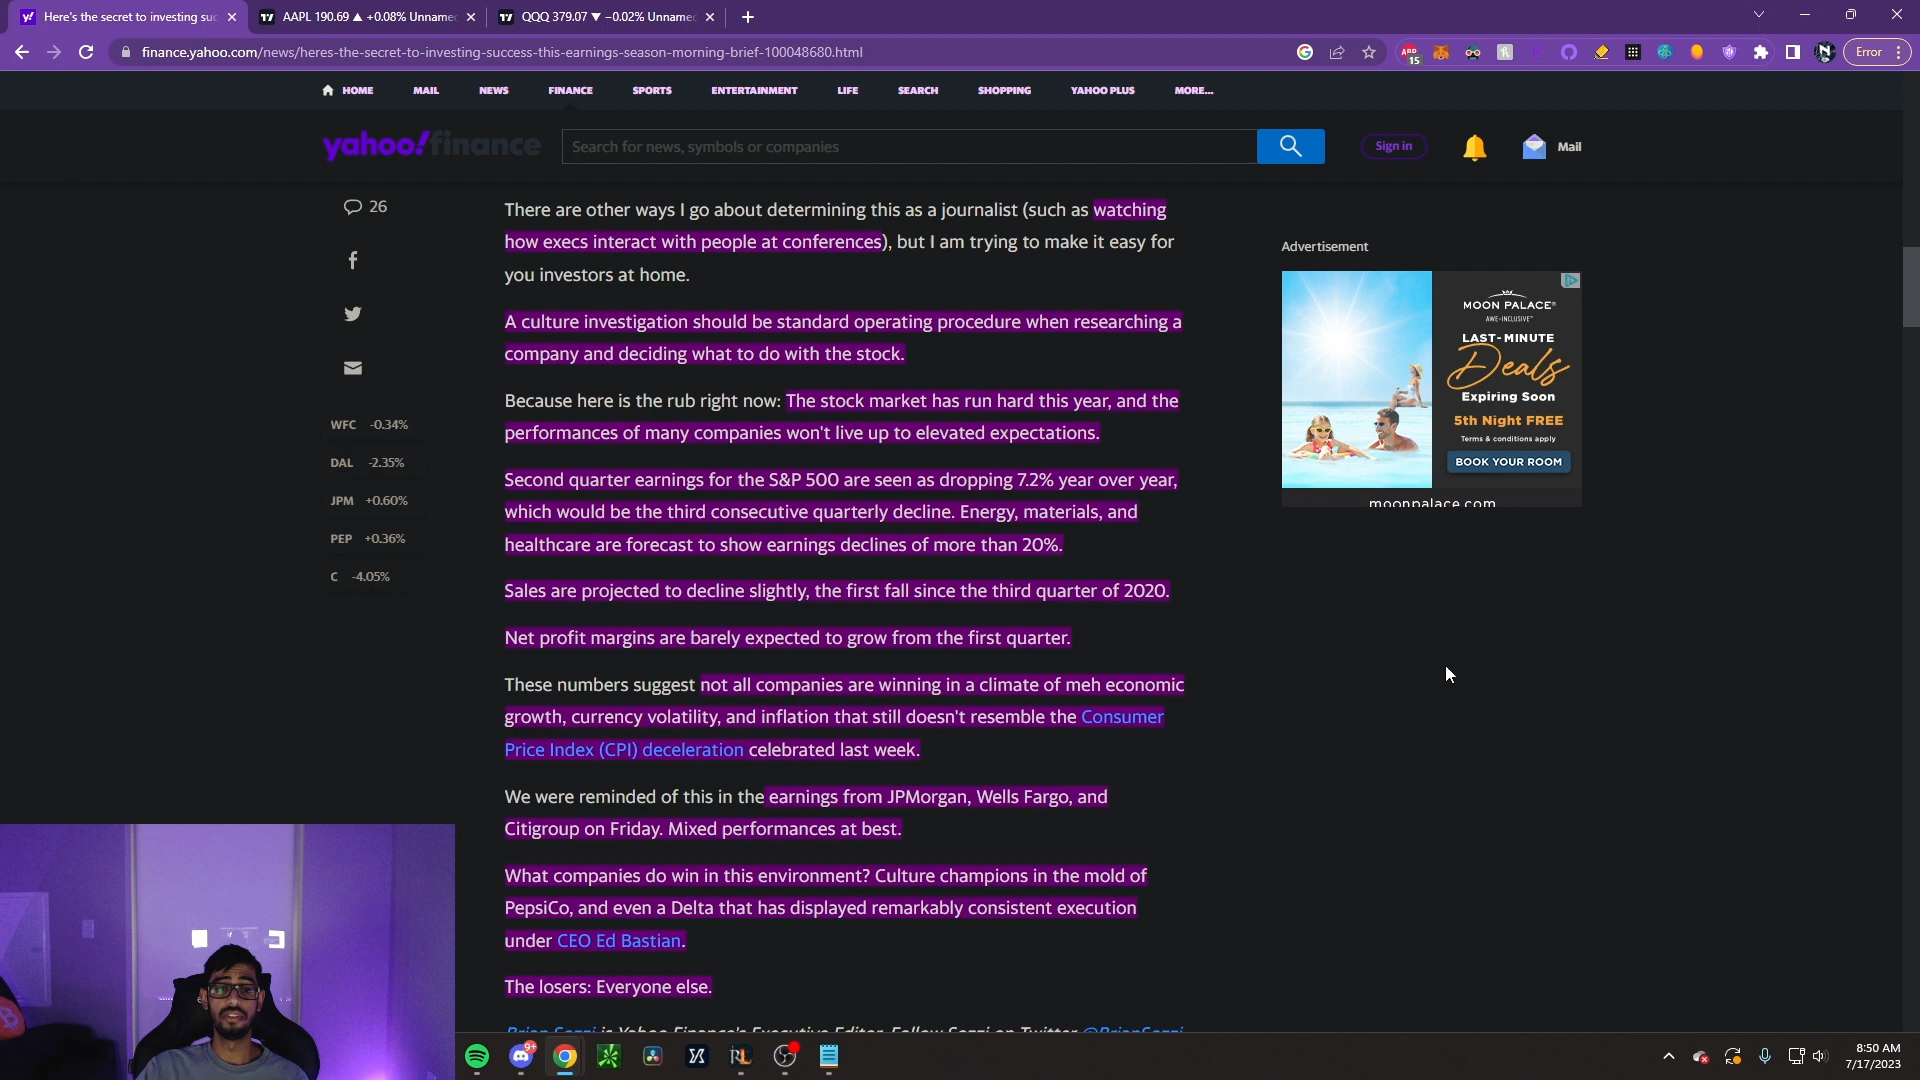 Here's the secret to investing suc
AAPL 190.69 ▲ +0.08% Unname
QQQ 379.07 ▼ −0.02% Unname
finance.yahoo.com/news/heres-the-secret-to-investing-success-this-earnings-season-morning-brief-100048680.html
15
Error
HOME MAIL NEWS FINANCE SPORTS ENTERTAINMENT LIFE SEARCH SHOPPING YAHOO PLUS MORE...
yahoo!finance
Search for news, symbols or companies
Sign in
Mail
26
There are other ways I go about determining this as a journalist (such as watching
how execs interact with people at conferences), but I am trying to make it easy for
you investors at home.
A culture investigation should be standard operating procedure when researching a
company and deciding what to do with the stock.
Because here is the rub right now: The stock market has run hard this year, and the
performances of many companies won't live up to elevated expectations.
Second quarter earnings for the S&P 500 are seen as dropping 7.2% year over year,
which would be the third consecutive quarterly decline. Energy, materials, and
healthcare are forecast to show earnings declines of more than 20%.
Sales are projected to decline slightly, the first fall since the third quarter of 2020.
Net profit margins are barely expected to grow from the first quarter.
These numbers suggest not all companies are winning in a climate of meh economic
growth, currency volatility, and inflation that still doesn't resemble the Consumer
Price Index (CPI) deceleration celebrated last week.
We were reminded of this in the earnings from JPMorgan, Wells Fargo, and
Citigroup on Friday. Mixed performances at best.
What companies do win in this environment? Culture champions in the mold of
PepsiCo, and even a Delta that has displayed remarkably consistent execution
under CEO Ed Bastian.
The losers: Everyone else.
Brian Sozzi is Yahoo Finance's Executive Editor. Follow Sozzi on Twitter @BrianSozzi
WFC -0.34%
DAL -2.35%
JPM +0.60%
PEP +0.36%
C -4.05%
Advertisement
MOON PALACE
AWE-INCLUSIVE
LAST-MINUTE
Deals
Expiring Soon
5th Night FREE
Terms & conditions apply
BOOK YOUR ROOM
moonpalace.com
9+
8:50 AM
7/17/2023